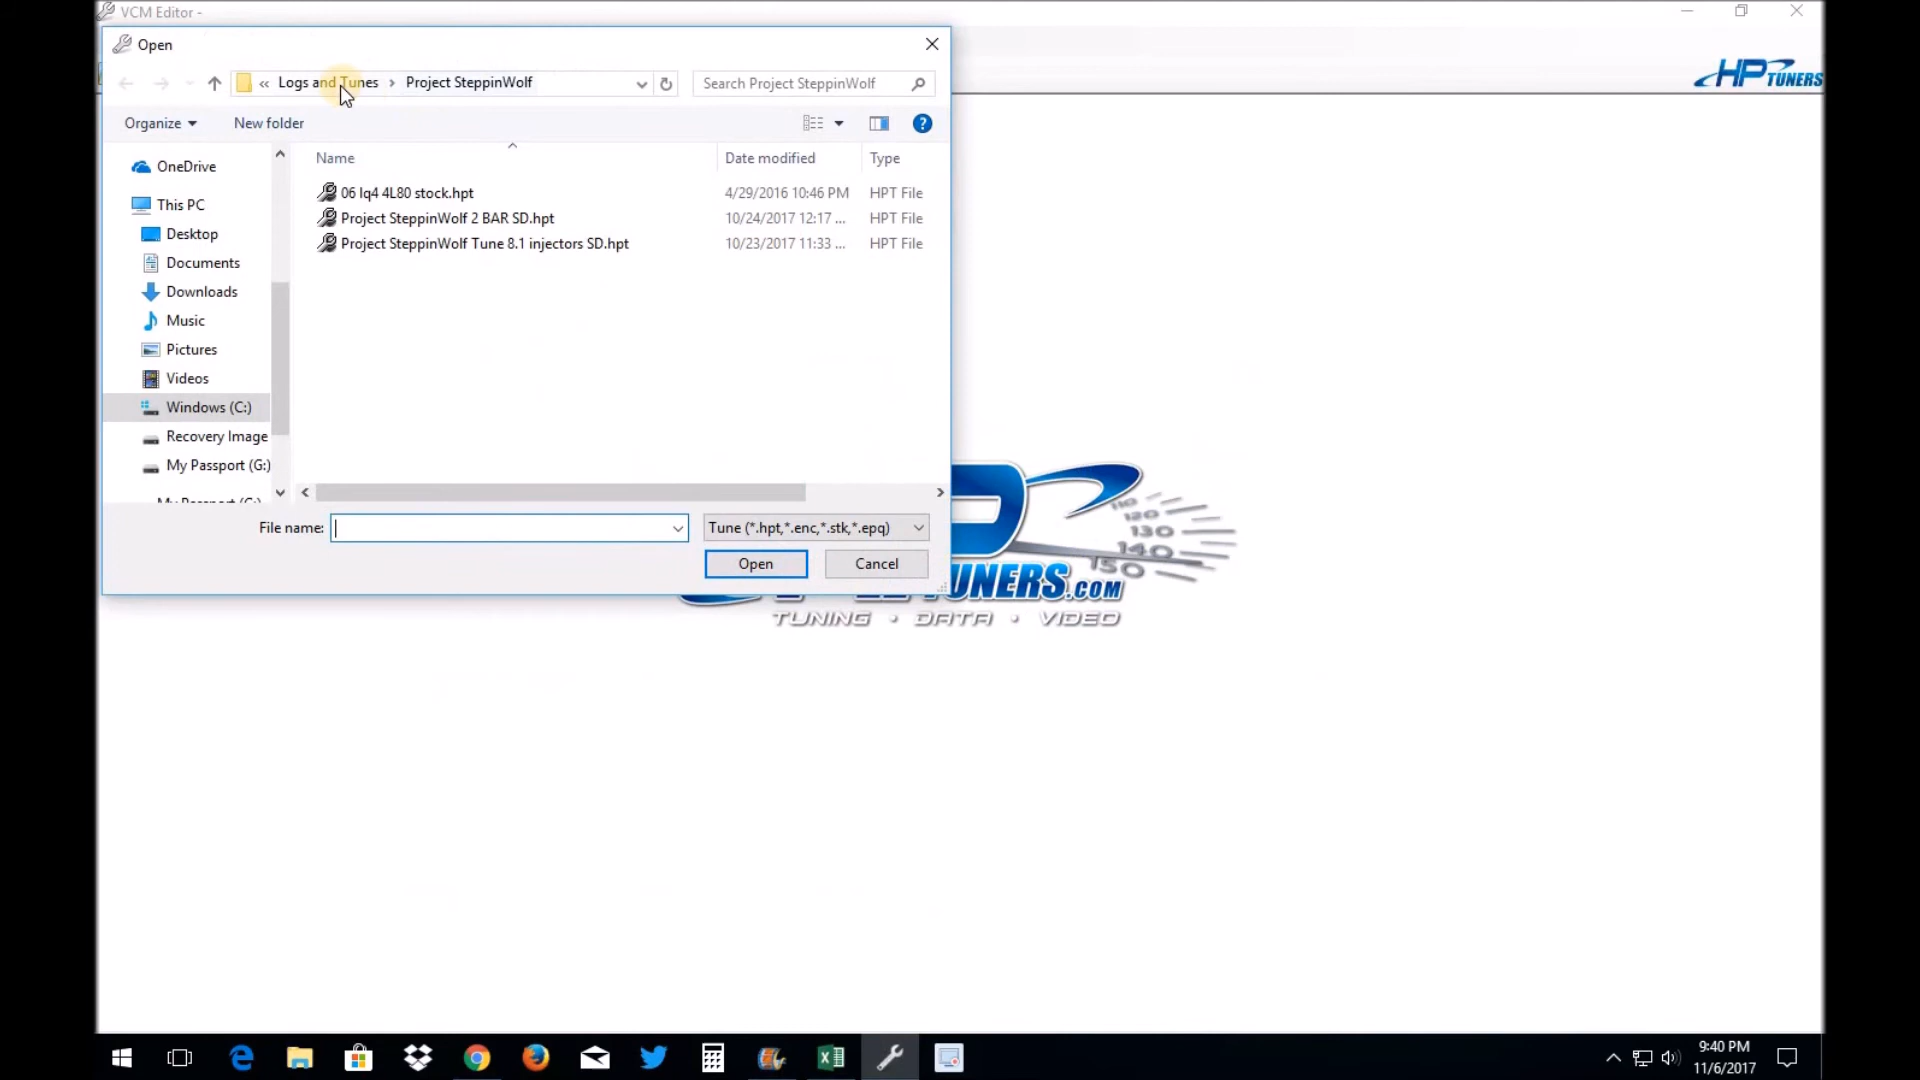 VCM Editor -
Open
« Logs and Tunes > Project SteppinWolf
Search Project SteppinWolf
HP TUNERS
Organize
New folder
Name
Date modified
Type
OneDrive
This PC
Desktop
Documents
Downloads
Music
Pictures
Videos
Windows (C:)
Recovery Image
My Passport (G:)
06 lq4 4L80 stock.hpt 4/29/2016 10:46 PM HPT File
Project SteppinWolf 2 BAR SD.hpt 10/24/2017 12:17 ... HPT File
Project SteppinWolf Tune 8.1 injectors SD.hpt 10/23/2017 11:33 ... HPT File
File name:
Tune (*.hpt,*.enc,*.stk,*.epq)
Open
Cancel
120
130
140
150
TUNERS.COM
TUNING • DATA • VIDEO
9:40 PM
11/6/2017